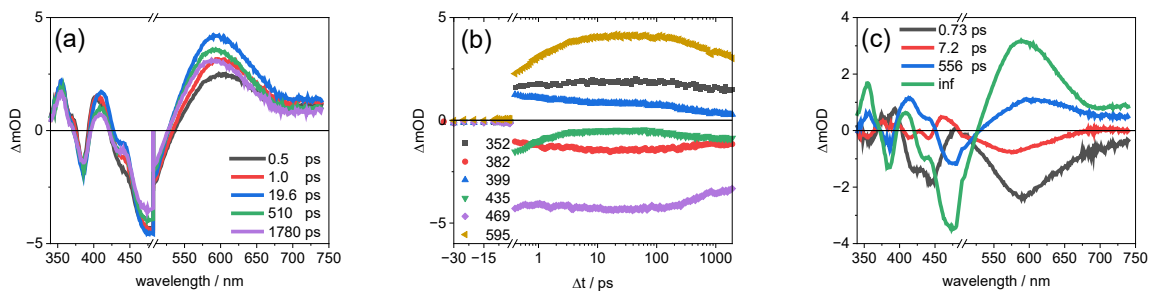 (a)
5
0
−5
ΔmOD
0.5 ps
1.0 ps
19.6 ps
510 ps
1780 ps
350 400 450 550 600 650 700 750
wavelength / nm
(b)
5
0
−5
ΔmOD
352
382
399
435
469
595
−30 −15 1 10 100 1000
Δt / ps
(c)
4
2
0
−2
−4
ΔmOD
0.73 ps
7.2 ps
556 ps
inf
350 400 450 550 600 650 700 750
wavelength / nm